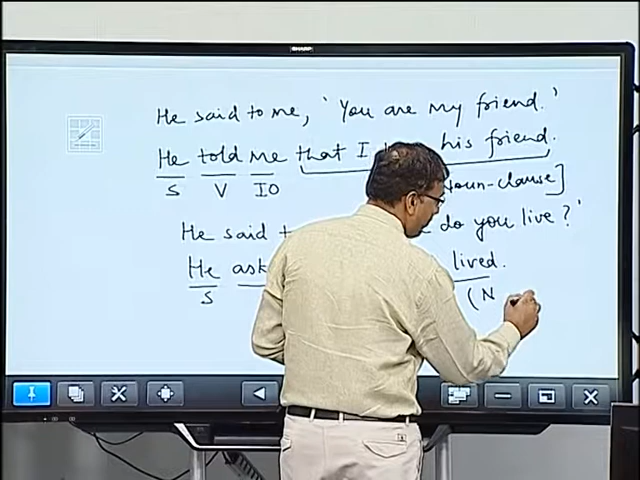 SHARP
He said to me, 'You are my friend.'
He told me that I his friend.
S V IO noun-clause]
He said do you live?'
He ask lived.
S (N